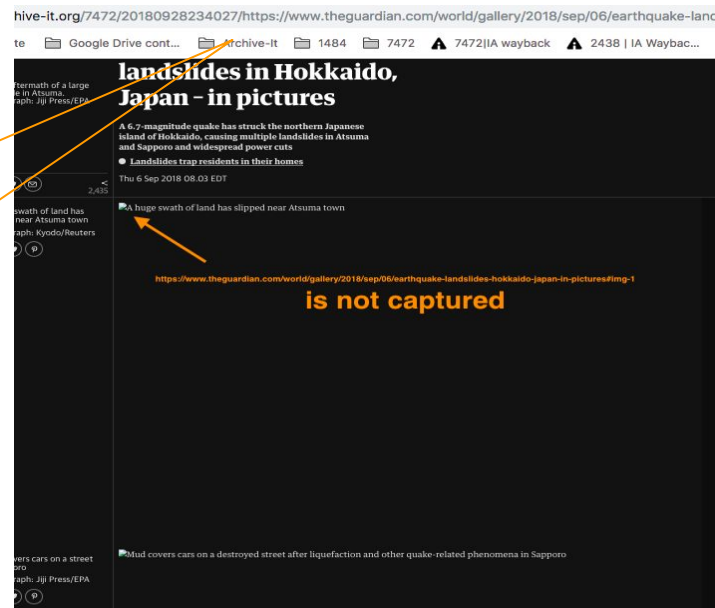 hive-it.org/7472/20180928234027/https://www.theguardian.com/world/gallery/2018/sep/06/earthquake-land
te Google Drive cont... Archive-It 1484 7472 7472|IA wayback 2438 | IA Waybac...
landslides in Hokkaido,
Japan – in pictures
ftermath of a large
le in Atsuma.
raph: Jiji Press/EPA
A 6.7-magnitude quake has struck the northern Japanese
island of Hokkaido, causing multiple landslides in Atsuma
and Sapporo and widespread power cuts
Landslides trap residents in their homes
Thu 6 Sep 2018 08.03 EDT
2,435
swath of land has
near Atsuma town
raph: Kyodo/Reuters
A huge swath of land has slipped near Atsuma town
https://www.theguardian.com/world/gallery/2018/sep/06/earthquake-landslides-hokkaido-japan-in-pictures#img-1
is not captured
vers cars on a street
oro
raph: Jiji Press/EPA
Mud covers cars on a destroyed street after liquefaction and other quake-related phenomena in Sapporo